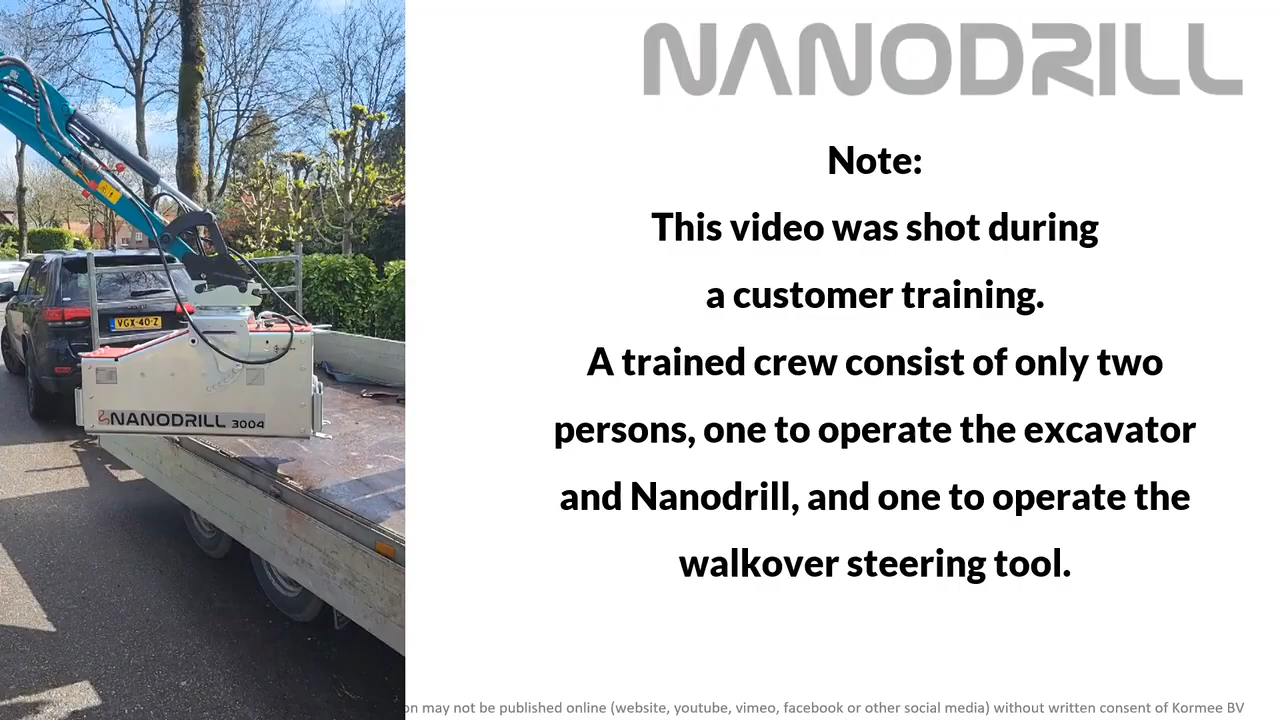 NANODRILL
Note:
This video was shot during
a customer training.
A trained crew consist of only two
persons, one to operate the excavator
and Nanodrill, and one to operate the
walkover steering tool.
VGX-40-Z
NANODRILL 3004
may not be published online (website, youtube, vimeo, facebook or other social media) without written consent of Kormee BV